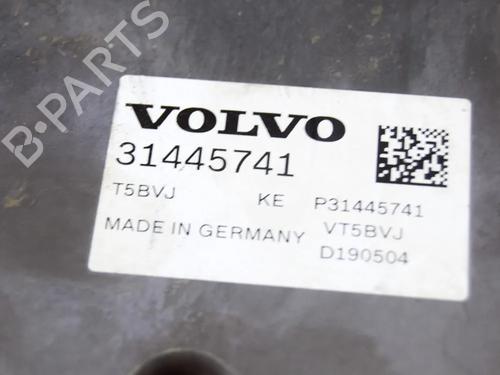 B-PARTS
VOLVO
31445741
T5BVJ KE P31445741
MADE IN GERMANY VT5BVJ
D190504